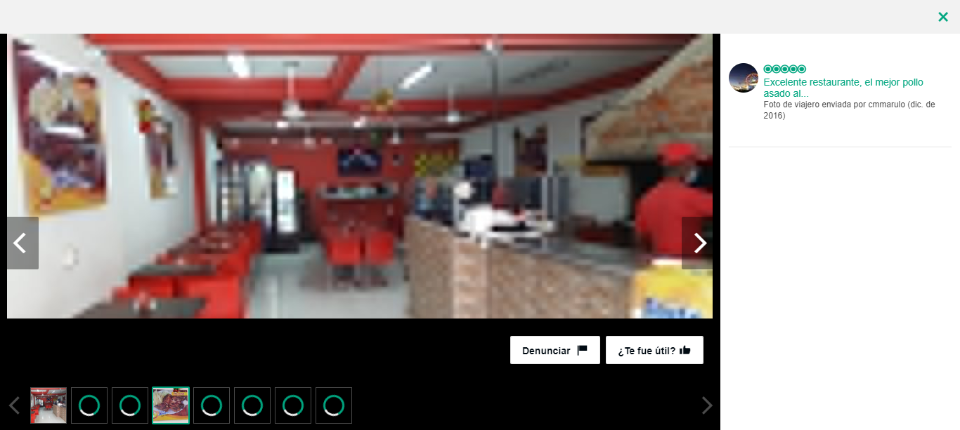 Excelente restaurante, el mejor pollo
asado al...
Foto de viajero enviada por cmmarulo (dic. de
2016)
Denunciar
¿Te fue útil?